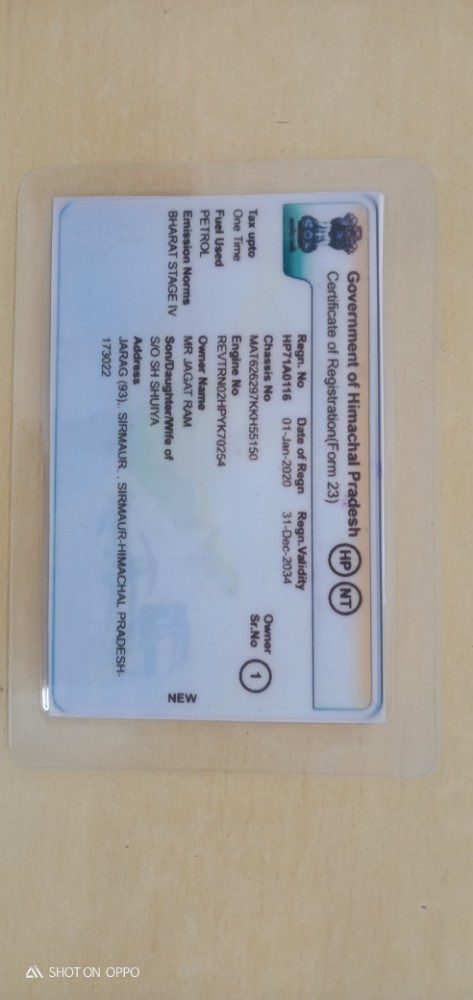 Government of Himachal Pradesh
Certificate of Registration(Form 23)
HP NT
Regn. No Date of Regn Regn.Validity
HP71A0116 01-Jan-2020 31-Dec-2034
Chassis No
MAT626297KKH55150
Engine No
REVTRN02HPYK70254
Owner Name
MR JAGAT RAM
Son/Daughter/Wife of
S/O SH SHUIYA
Address
JARAG (93), SIRMAUR, , SIRMAUR-HIMACHAL PRADESH-
173022
Tax upto
One Time
Fuel Used
PETROL
Emission Norms
BHARAT STAGE IV
Owner
Sr.No 1
NEW
SHOT ON OPPO